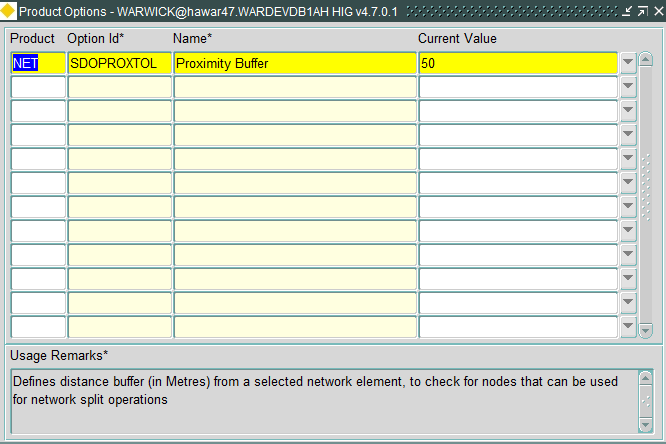 Product Options - WARWICK@hawar47.WARDEVDB1AH HIG v4.7.0.1
Product Option Id* Name* Current Value
NET SDOPROXTOL Proximity Buffer 50
Usage Remarks*
Defines distance buffer (in Metres) from a selected network element, to check for nodes that can be used
for network split operations